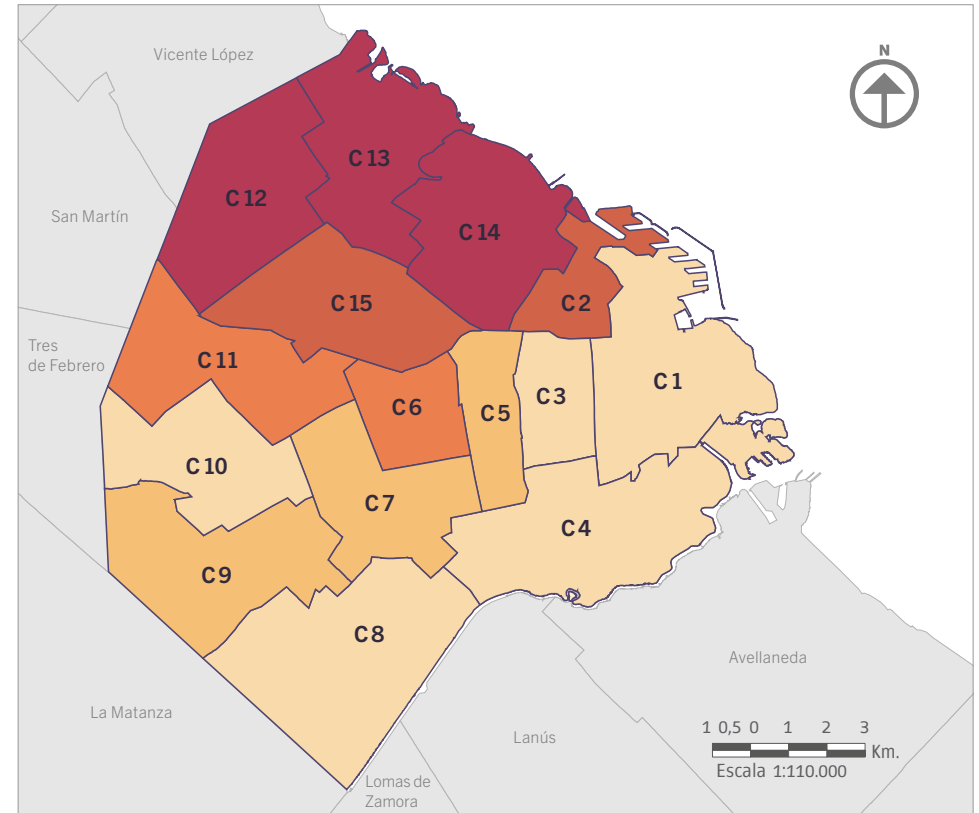 N
Vicente López
C 13
C 12
San Martín
C 14
C 15
C 2
Tres
de Febrero
C 11
C 1
C 3
C 6
C 5
C 10
C 7
C 4
C 9
C 8
Avellaneda
La Matanza
Lanús
1 0,5 0 1 2 3
Km.
Escala 1:110.000
Lomas de
Zamora